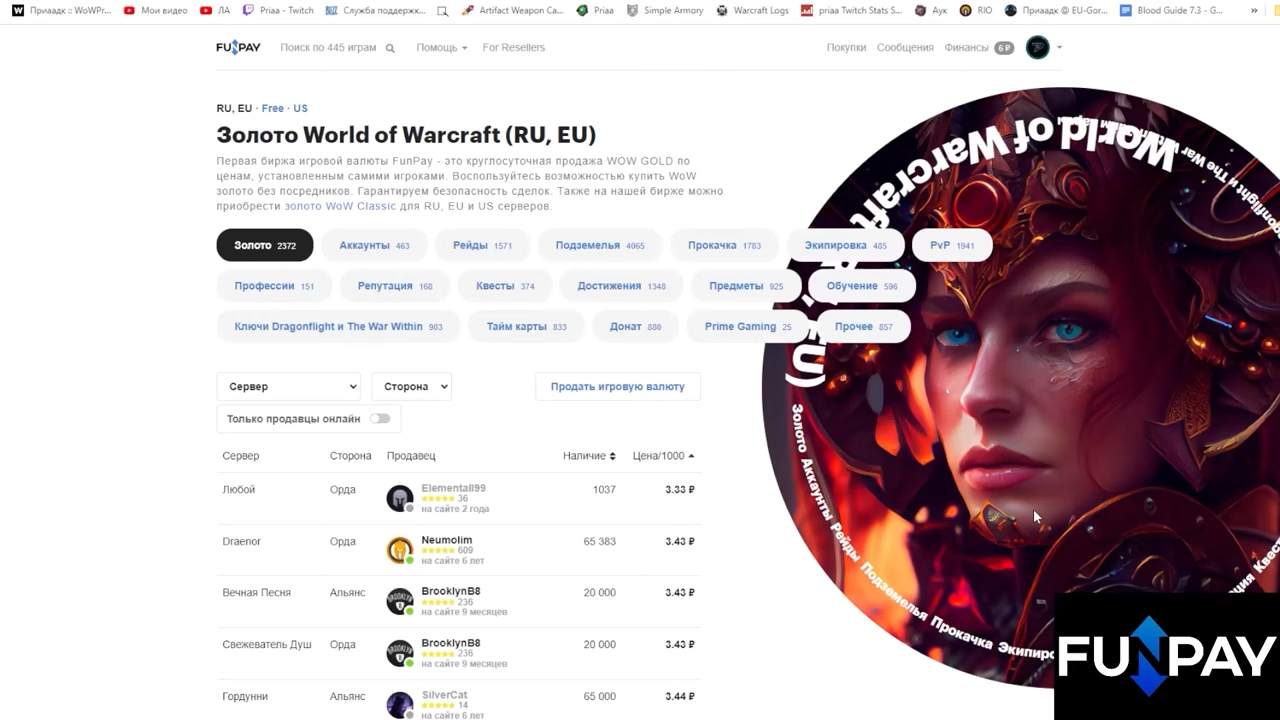 Приаадк :: WoWPr...
Мои видео
ЛА
Priaa - Twitch
Служба поддержк...
Artifact Weapon Ca...
Priaa
Simple Armory
Warcraft Logs
priaa Twitch Stats S...
Аук
RIO
Приаадк @ EU-Gor...
Blood Guide 7.3 - G...
»
FUNPAY
Поиск по 445 играм
Помощь
For Resellers
Покупки
Сообщения
Финансы 6 ₽
RU, EU · Free · US
Золото World of Warcraft (RU, EU)
Первая биржа игровой валюты FunPay - это круглосуточная продажа WOW GOLD по
ценам, установленным самими игроками. Воспользуйтесь возможностью купить WoW
золото без посредников. Гарантируем безопасность сделок. Также на нашей бирже можно
приобрести золото WoW Classic для RU, EU и US серверов.
Золото 2372
Аккаунты 463
Рейды 1571
Подземелья 4065
Прокачка 1783
Экипировка 485
PvP 1941
Профессии 151
Репутация 168
Квесты 374
Достижения 1348
Предметы 925
Обучение 596
Ключи Dragonflight и The War Within 903
Тайм карты 833
Донат 880
Prime Gaming 25
Прочее 857
Сервер
Сторона
Продать игровую валюту
Только продавцы онлайн
Сервер Сторона Продавец Наличие Цена/1000
Любой Орда Elementall99 1037 3.33 ₽
36
на сайте 2 года
Draenor Орда Neumolim 65 383 3.43 ₽
609
на сайте 6 лет
Вечная Песня Альянс BrooklynB8 20 000 3.43 ₽
236
на сайте 9 месяцев
Свежеватель Душ Орда BrooklynB8 20 000 3.43 ₽
236
на сайте 9 месяцев
Гордунни Альянс SilverCat 65 000 3.44 ₽
14
на сайте 6 лет
World of Warcraft
EU)
Золото Аккаунты Рейды Подземелья Прокачка Экипиро
FUNPAY